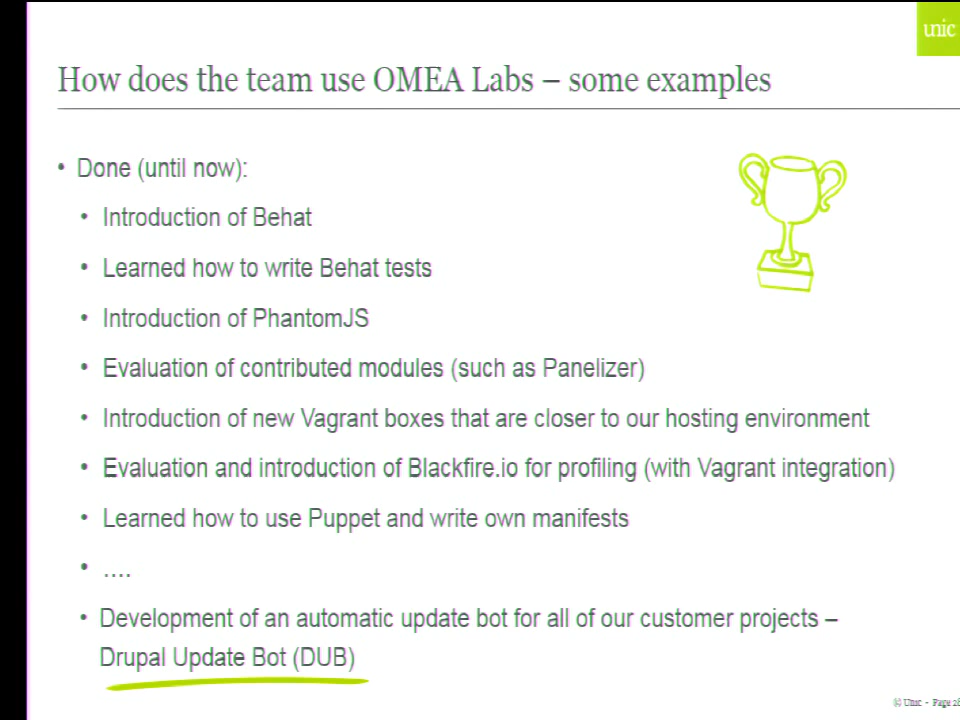 unic
How does the team use OMEA Labs – some examples
• Done (until now):
• Introduction of Behat
• Learned how to write Behat tests
• Introduction of PhantomJS
• Evaluation of contributed modules (such as Panelizer)
• Introduction of new Vagrant boxes that are closer to our hosting environment
• Evaluation and introduction of Blackfire.io for profiling (with Vagrant integration)
• Learned how to use Puppet and write own manifests
• ....
• Development of an automatic update bot for all of our customer projects –
Drupal Update Bot (DUB)
© Unic - Page